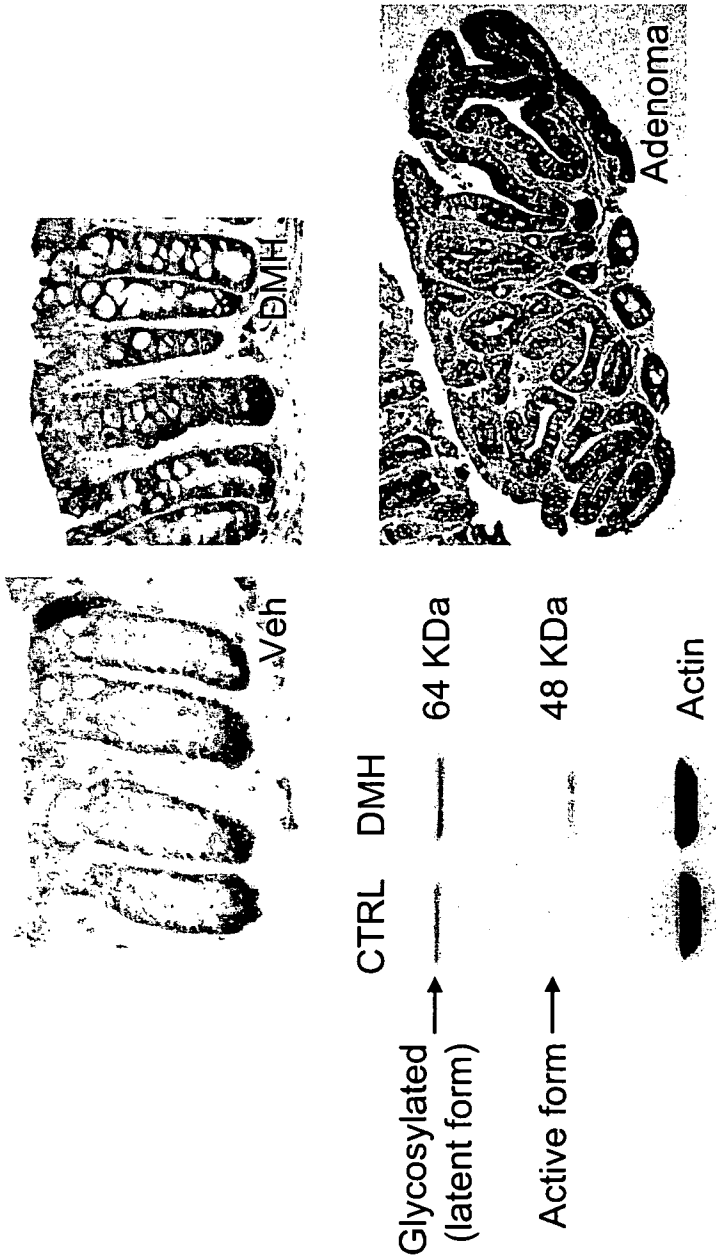 Veh
DMH
CTRL DMH
Glycosylated 64 KDa
(latent form)
Active form 48 KDa
Actin
Adenoma